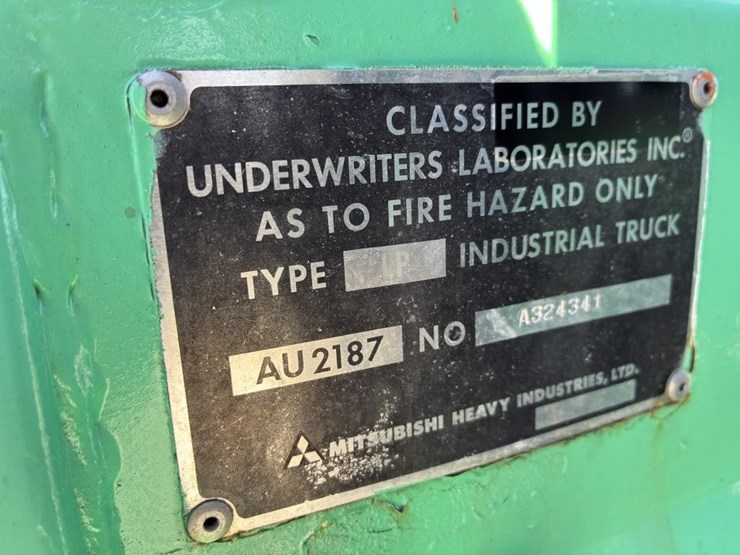 CLASSIFIED BY
UNDERWRITERS LABORATORIES INC.®
AS TO FIRE HAZARD ONLY
TYPE LP INDUSTRIAL TRUCK
AU 2187 NO A324341
MITSUBISHI HEAVY INDUSTRIES, LTD.